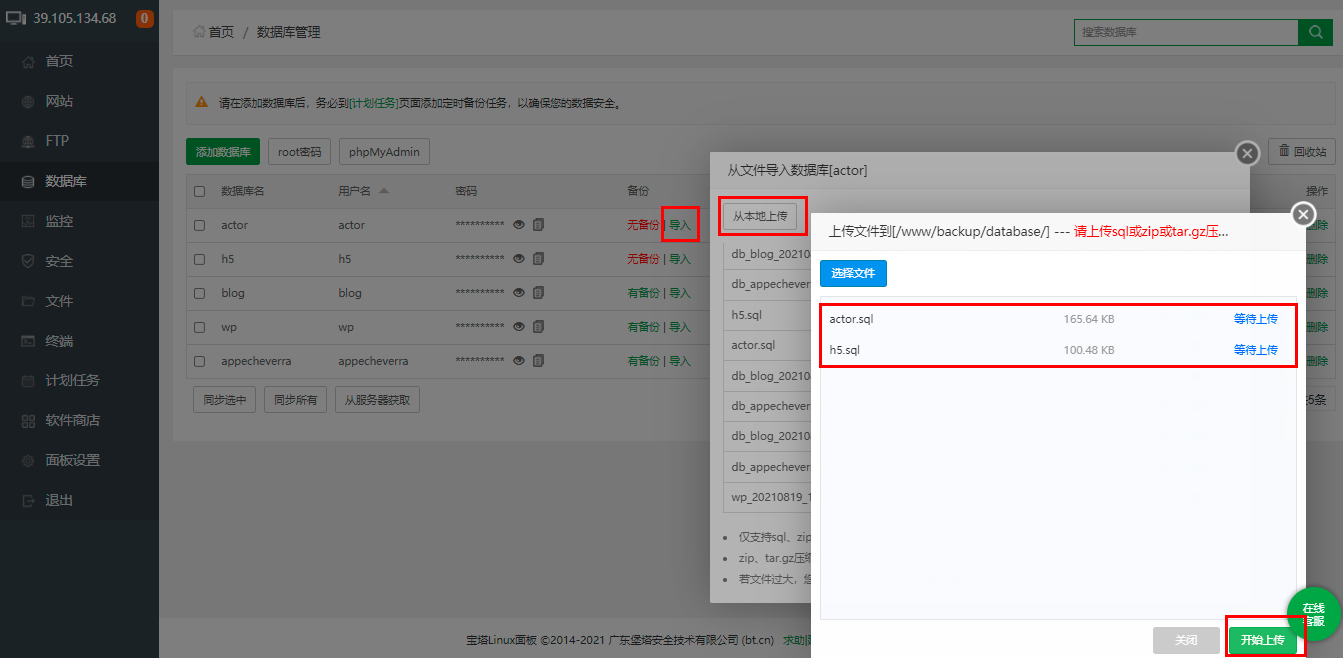 39.105.134.68 0
首页
网站
FTP
数据库
监控
安全
文件
终端
计划任务
软件商店
面板设置
退出
首页 / 数据库管理
搜索数据库
请在添加数据库后，务必到[计划任务]页面添加定时备份任务，以确保您的数据安全。
添加数据库 root密码 phpMyAdmin 回收站
数据库名 用户名 密码 备份 操作
actor actor ********** 无备份 | 导入 删除
h5 h5 ********** 无备份 | 导入 删除
blog blog ********** 有备份 | 导入 删除
wp wp ********** 有备份 | 导入 删除
appecheverra appecheverra ********** 有备份 | 导入 删除
同步选中 同步所有 从服务器获取 5条
从文件导入数据库[actor]
从本地上传
db_blog_20210
db_appechever
h5.sql
actor.sql
db_blog_20210
db_appechever
db_blog_20210
db_appechever
wp_20210819_1
仅支持sql、zip
zip、tar.gz压缩
若文件过大，您
上传文件到[/www/backup/database/] --- 请上传sql或zip或tar.gz压...
选择文件
actor.sql 165.64 KB 等待上传
h5.sql 100.48 KB 等待上传
关闭 开始上传
在线
客服
宝塔Linux面板 ©2014-2021 广东堡塔安全技术有限公司 (bt.cn) 求助